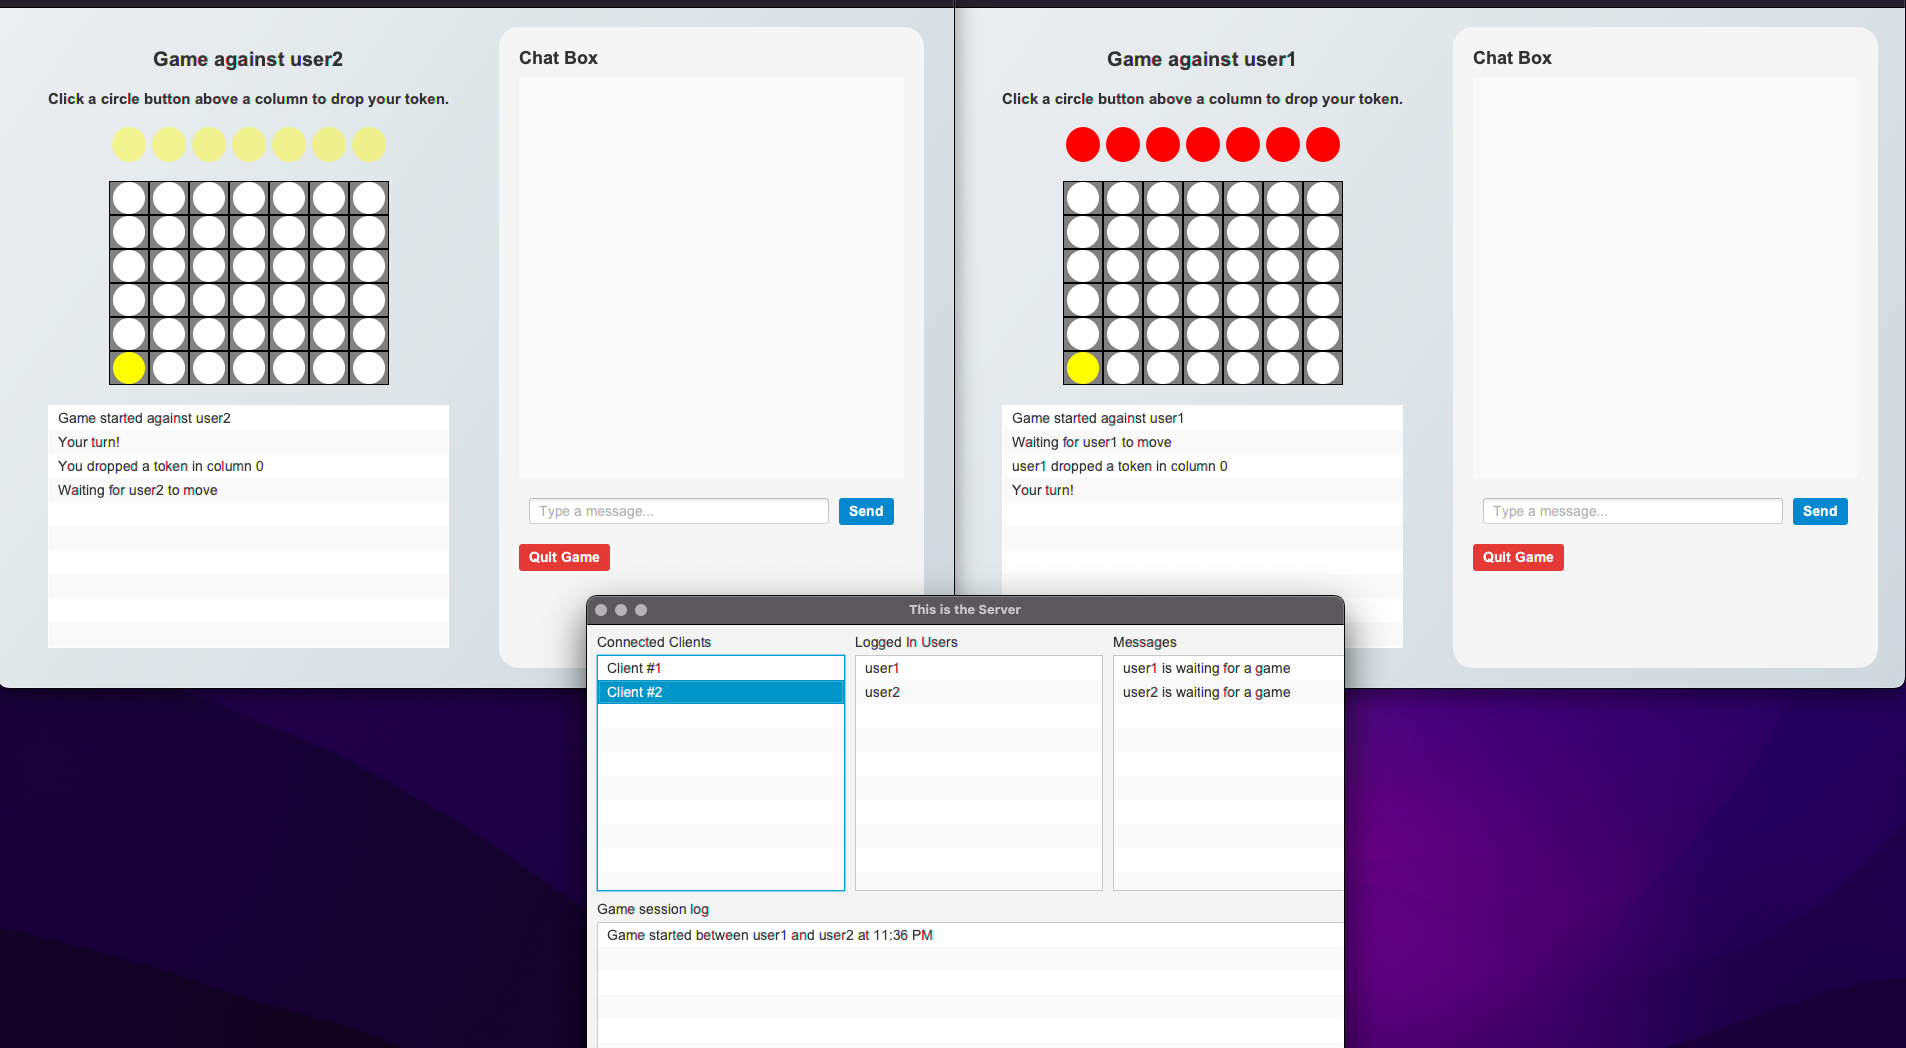 Game against user2
Click a circle button above a column to drop your token.
Game started against user2
Your turn!
You dropped a token in column 0
Waiting for user2 to move
Chat Box
Type a message...
Send
Quit Game
Game against user1
Click a circle button above a column to drop your token.
Game started against user1
Waiting for user1 to move
user1 dropped a token in column 0
Your turn!
Chat Box
Type a message...
Send
Quit Game
This is the Server
Connected Clients
Client #1
Client #2
Logged In Users
user1
user2
Messages
user1 is waiting for a game
user2 is waiting for a game
Game session log
Game started between user1 and user2 at 11:36 PM